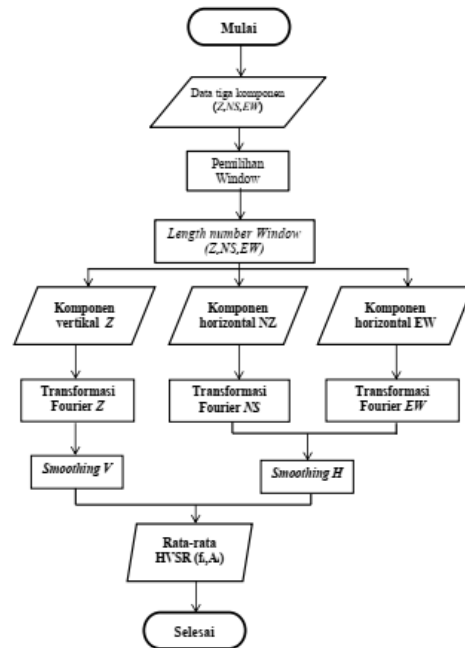 Mulai
Data tiga komponen
(Z,NS,EW)
Pemilihan
Window
Length number Window
(Z,NS,EW)
Komponen
vertikal Z
Komponen
horizontal NZ
Komponen
horizontal EW
Transformasi
Fourier Z
Transformasi
Fourier NS
Transformasi
Fourier EW
Smoothing V
Smoothing H
Rata-rata
HVSR
Selesai